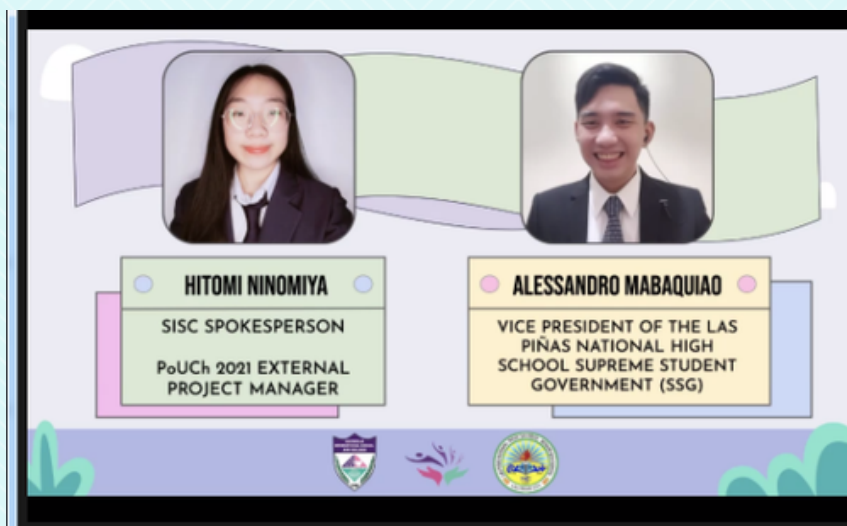 HITOMI NINOMIYA
SISC SPOKESPERSON
PoUCh 2021 EXTERNAL
PROJECT MANAGER
ALESSANDRO MABAQUIAO
VICE PRESIDENT OF THE LAS
PIÑAS NATIONAL HIGH
SCHOOL SUPREME STUDENT
GOVERNMENT (SSG)